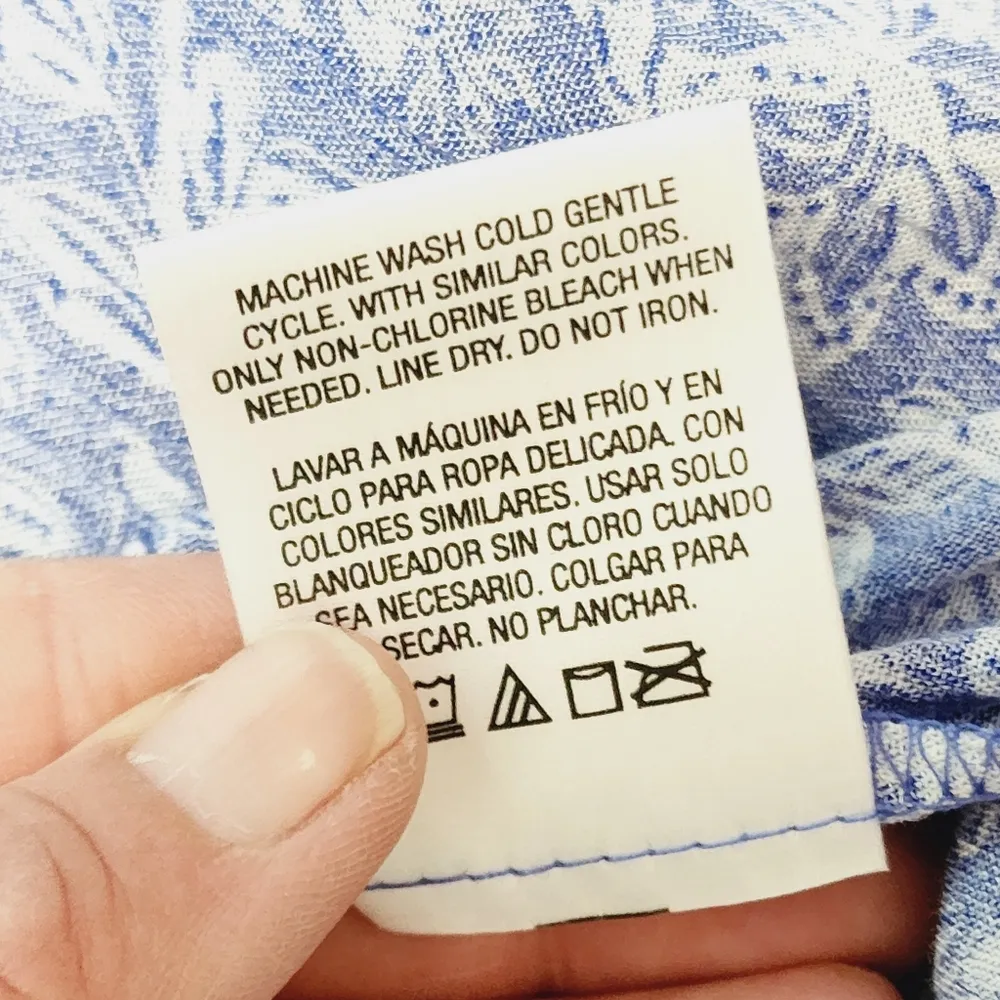 MACHINE WASH COLD GENTLE
CYCLE. WITH SIMILAR COLORS.
ONLY NON-CHLORINE BLEACH WHEN
NEEDED. LINE DRY. DO NOT IRON.
LAVAR A MÁQUINA EN FRÍO Y EN
CICLO PARA ROPA DELICADA. CON
COLORES SIMILARES. USAR SOLO
BLANQUEADOR SIN CLORO CUANDO
SEA NECESARIO. COLGAR PARA
SECAR. NO PLANCHAR.